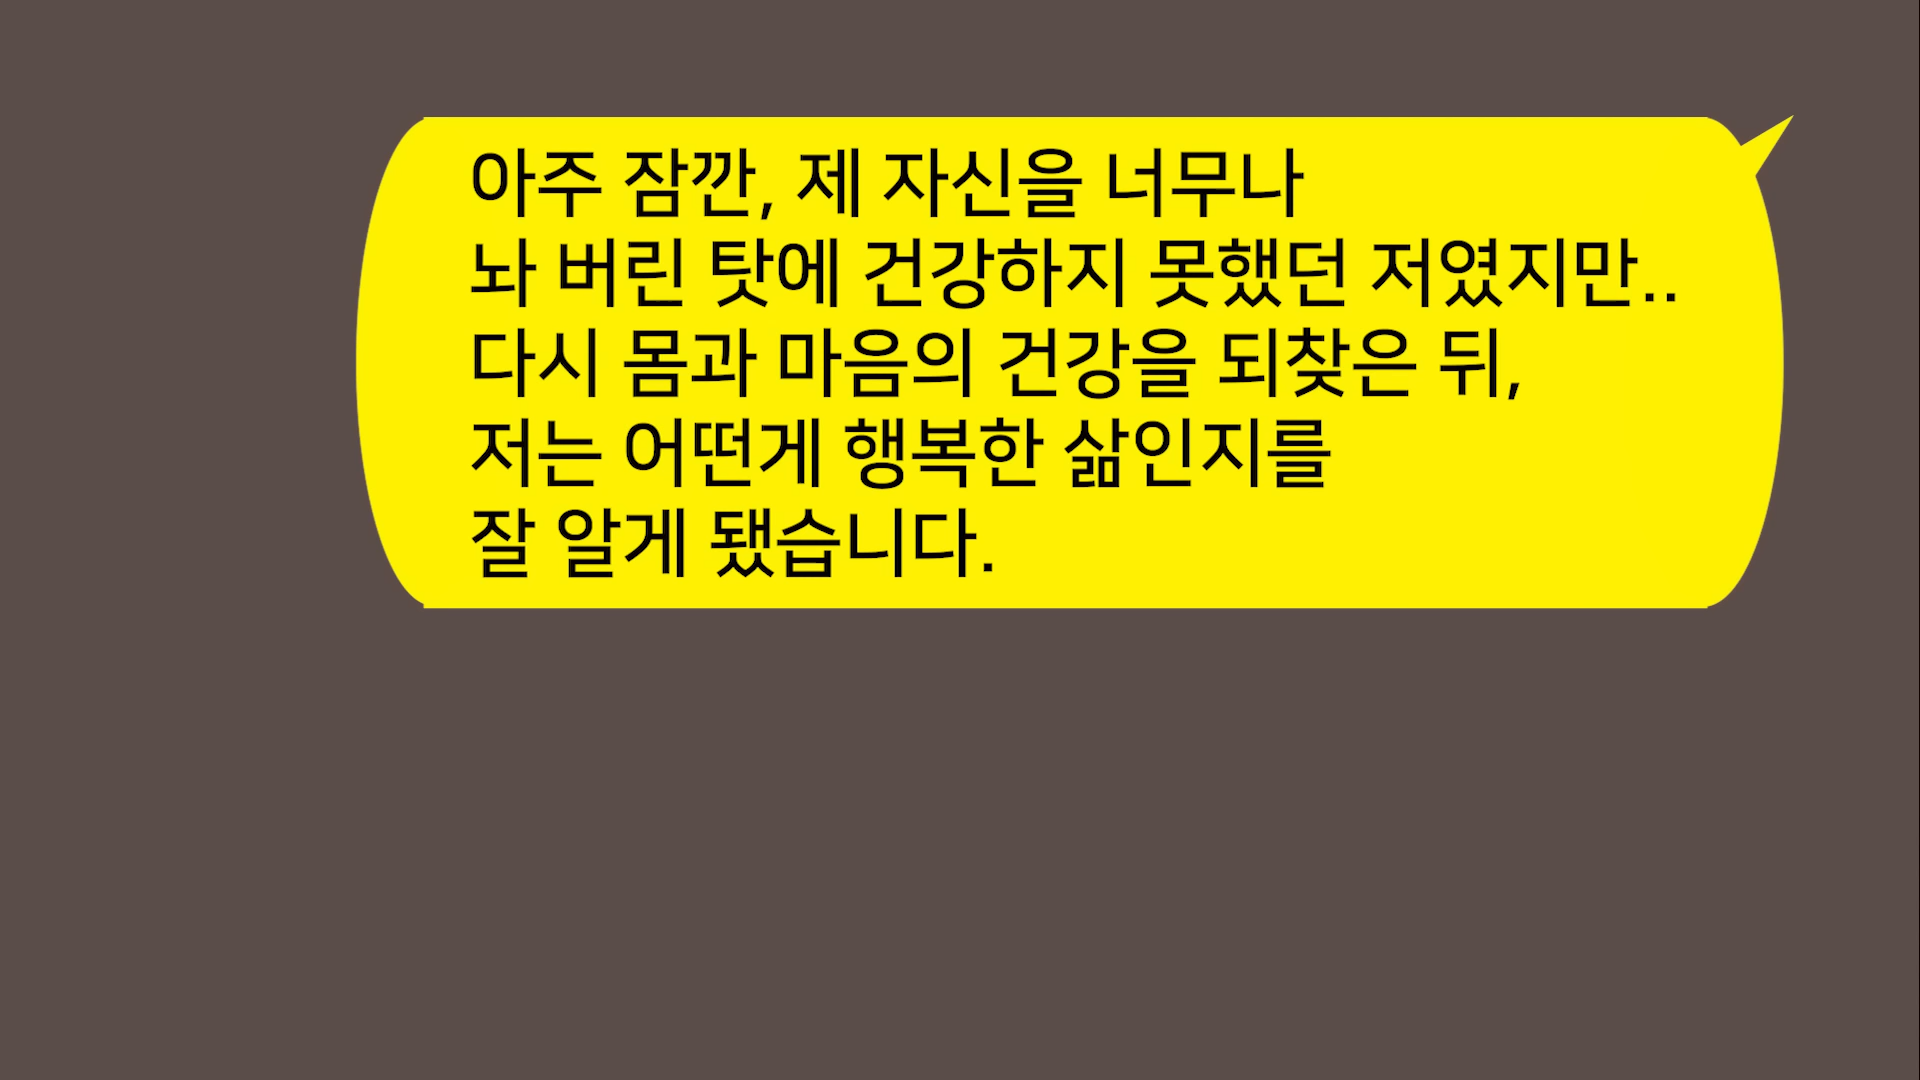 아주 잠깐, 제 자신을 너무나
놔 버린 탓에 건강하지 못했던 저였지만..
다시 몸과 마음의 건강을 되찾은 뒤,
저는 어떤게 행복한 삶인지를
잘 알게 됐습니다.